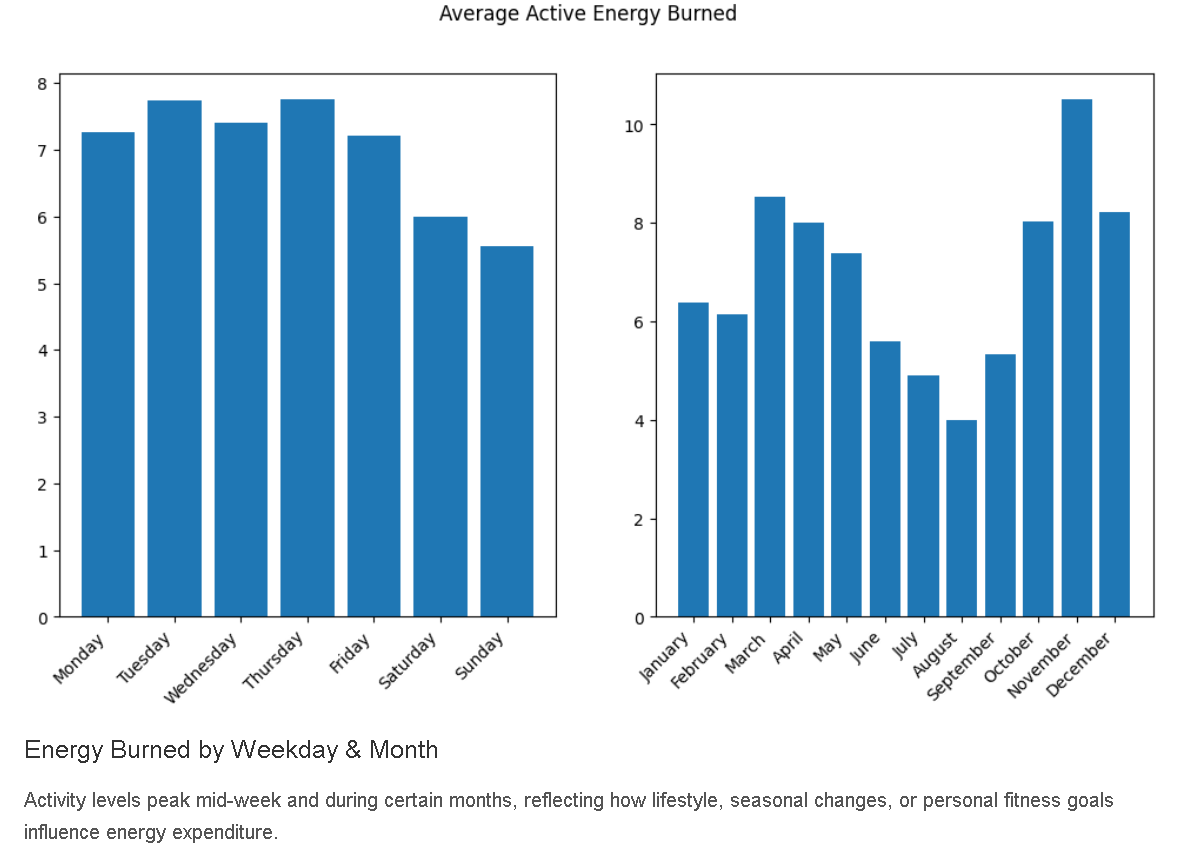 Average Active Energy Burned
8
7
6
5
4
3
2
1
0
Monday
Tuesday
Wednesday
Thursday
Friday
Saturday
Sunday
10
8
6
4
2
0
January
February
March
April
May
June
July
August
September
October
November
December
Energy Burned by Weekday & Month
Activity levels peak mid-week and during certain months, reflecting how lifestyle, seasonal changes, or personal fitness goals
influence energy expenditure.